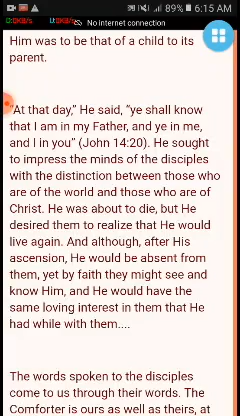 0:0KB/s U:0KB/s 89% 6:15 AM
No internet connection
Him was to be that of a child to its
parent.
"At that day," He said, "ye shall know
that I am in my Father, and ye in me,
and I in you" (John 14:20). He sought
to impress the minds of the disciples
with the distinction between those who
are of the world and those who are of
Christ. He was about to die, but He
desired them to realize that He would
live again. And although, after His
ascension, He would be absent from
them, yet by faith they might see and
know Him, and He would have the
same loving interest in them that He
had while with them....
The words spoken to the disciples
come to us through their words. The
Comforter is ours as well as theirs, at